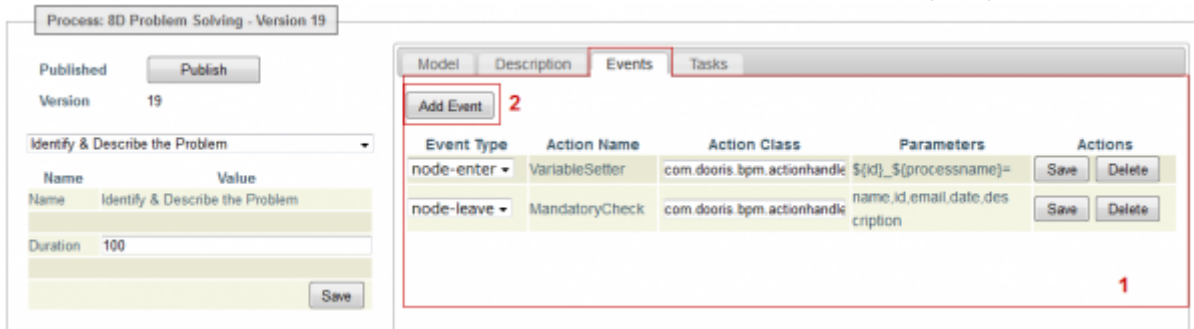 Process: 8D Problem Solving - Version 19
Published Publish
Version 19
Identify & Describe the Problem
Name Value
Name Identify & Describe the Problem
Duration 100
Save
Model Description Events Tasks
Add Event 2
Event Type Action Name Action Class Parameters Actions
node-enter VariableSetter com.dooris.bpm.actionhandle ${id}_${processname}= Save Delete
node-leave MandatoryCheck com.dooris.bpm.actionhandle name,id,email,date,des
cription Save Delete
1